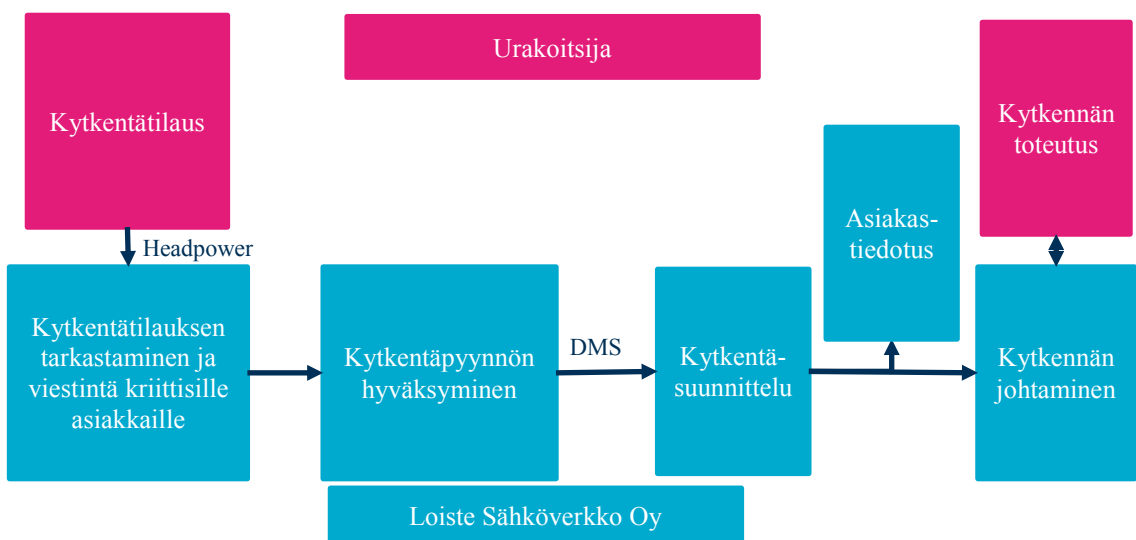 Urakoitsija
Kytkentätilaus
Kytkennän
toteutus
Asiakas-
tiedotus
Headpower
Kytkentätilauksen
tarkastaminen ja
viestintä kriittisille
asiakkaille
Kytkentäpyynnön
hyväksyminen
DMS
Kytkentä-
suunnittelu
Kytkennän
johtaminen
Loiste Sähköverkko Oy